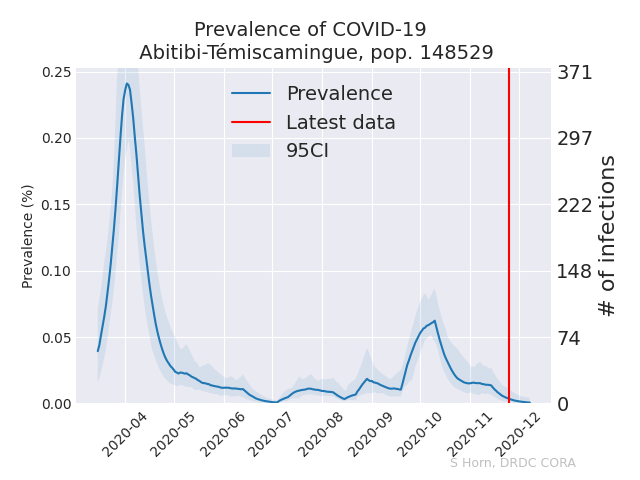 Prevalence of COVID-19
Abitibi-Témiscamingue, pop. 148529
Prevalence
Latest data
95CI
Prevalence (%)
0.25
0.20
0.15
0.10
0.05
0.00
371
297
222
148
74
0
# of infections
2020-04
2020-05
2020-06
2020-07
2020-08
2020-09
2020-10
2020-11
2020-12
S Horn, DRDC CORA